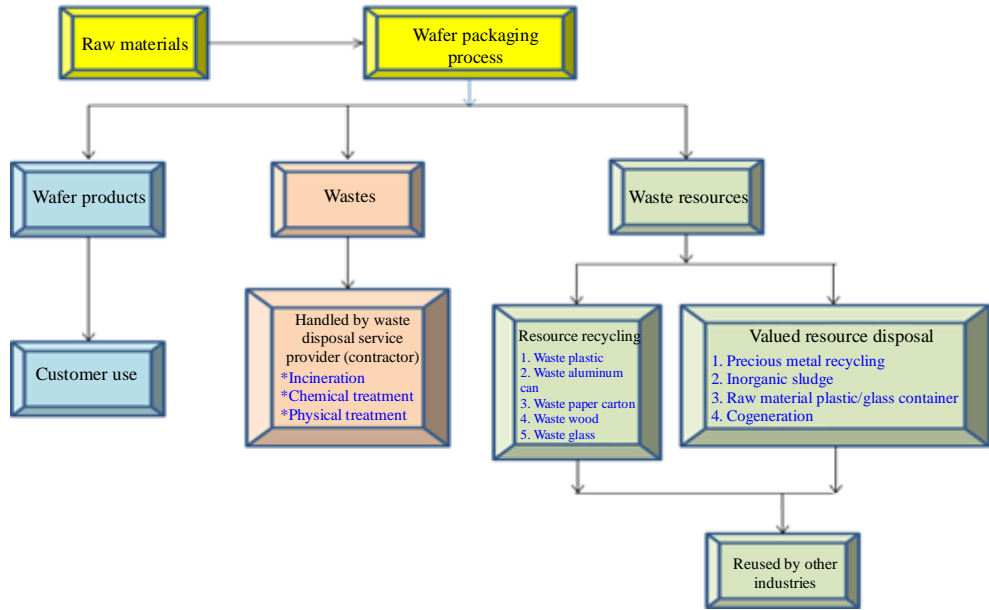 Raw materials
Wafer packaging
process
Wafer products
Wastes
Waste resources
Customer use
Handled by waste
disposal service
provider (contractor)
*Incineration
*Chemical treatment
*Physical treatment
Resource recycling
1. Waste plastic
2. Waste aluminum
can
3. Waste paper carton
4. Waste wood
5. Waste glass
Valued resource disposal
1. Precious metal recycling
2. Inorganic sludge
3. Raw material plastic/glass container
4. Cogeneration
Reused by other
industries